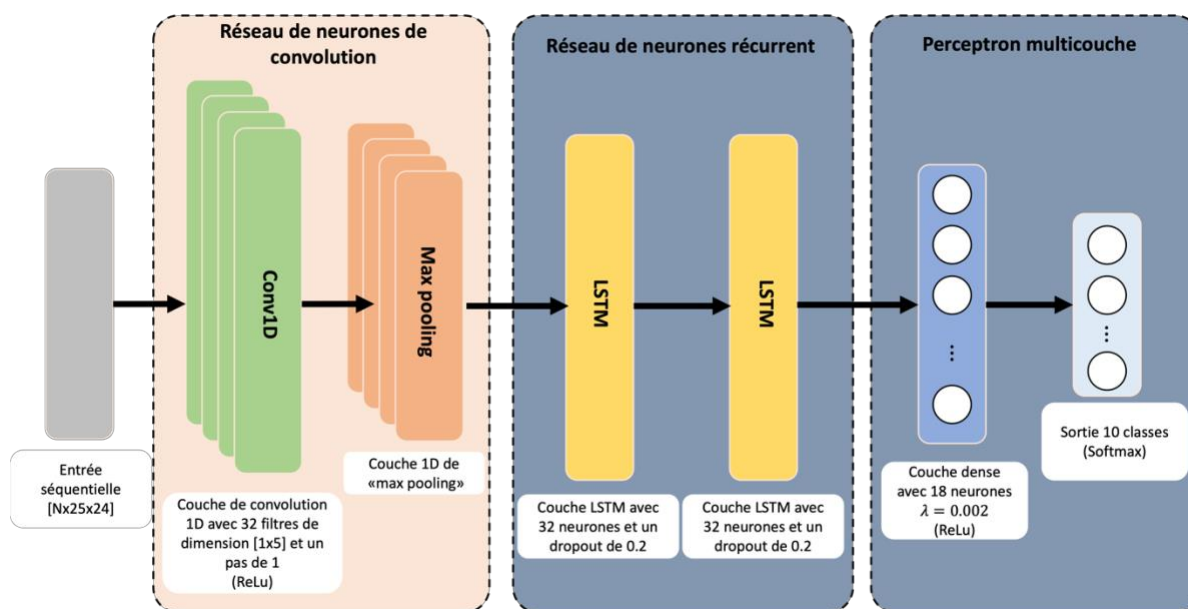 Réseau de neurones de
convolution
Réseau de neurones récurrent
Perceptron multicouche
Conv1D
Max pooling
LSTM
LSTM
...
...
Entrée
séquentielle
[Nx25x24]
Couche de convolution
1D avec 32 filtres de
dimension [1x5] et un
pas de 1
(ReLu)
Couche 1D de
«max pooling»
Couche LSTM avec
32 neurones et un
dropout de 0.2
Couche LSTM avec
32 neurones et un
dropout de 0.2
Couche dense
avec 18 neurones
λ = 0.002
(ReLu)
Sortie 10 classes
(Softmax)